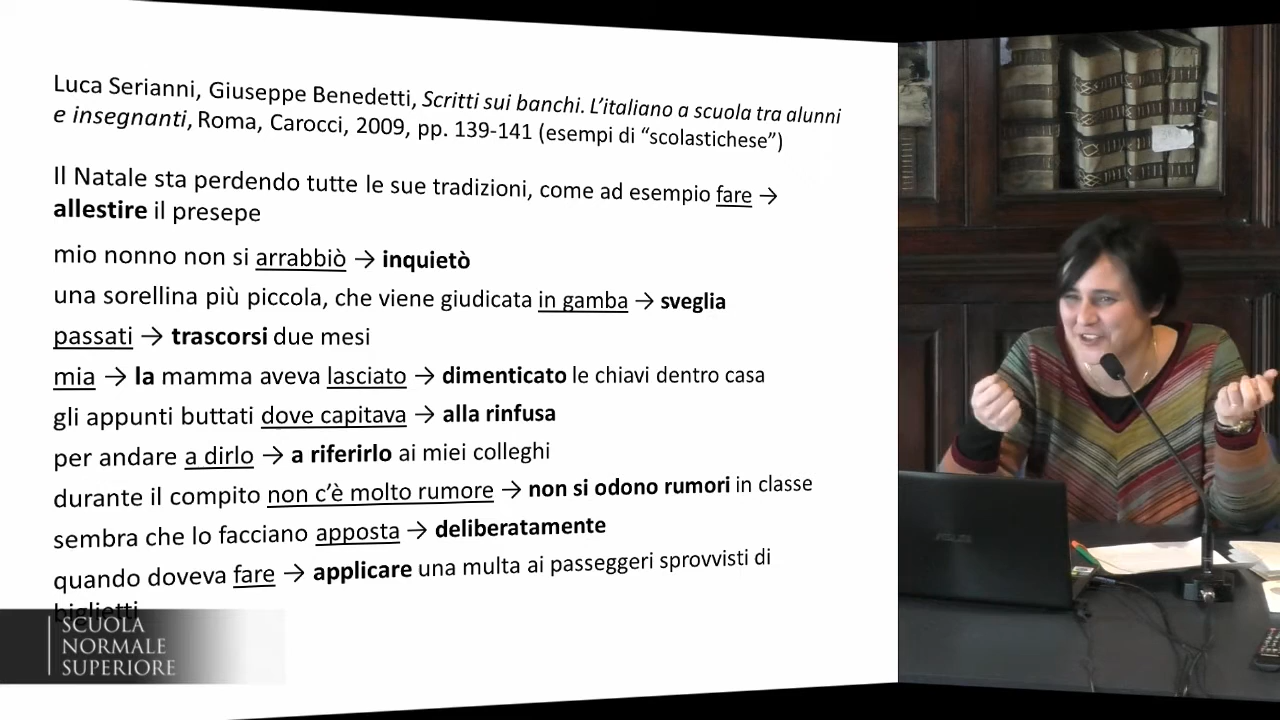 Luca Serianni, Giuseppe Benedetti, Scritti sui banchi. L'italiano a scuola tra alunni
e insegnanti, Roma, Carocci, 2009, pp. 139-141 (esempi di “scolastichese”)
Il Natale sta perdendo tutte le sue tradizioni, come ad esempio fare →
allestire il presepe
mio nonno non si arrabbiò → inquietò
una sorellina più piccola, che viene giudicata in gamba → sveglia
passati → trascorsi due mesi
mia → la mamma aveva lasciato → dimenticato le chiavi dentro casa
gli appunti buttati dove capitava → alla rinfusa
per andare a dirlo → a riferirlo ai miei colleghi
durante il compito non c'è molto rumore → non si odono rumori in classe
sembra che lo facciano apposta → deliberatamente
quando doveva fare → applicare una multa ai passeggeri sprovvisti di
biglietti
SCUOLA
NORMALE
SUPERIORE
ASUS